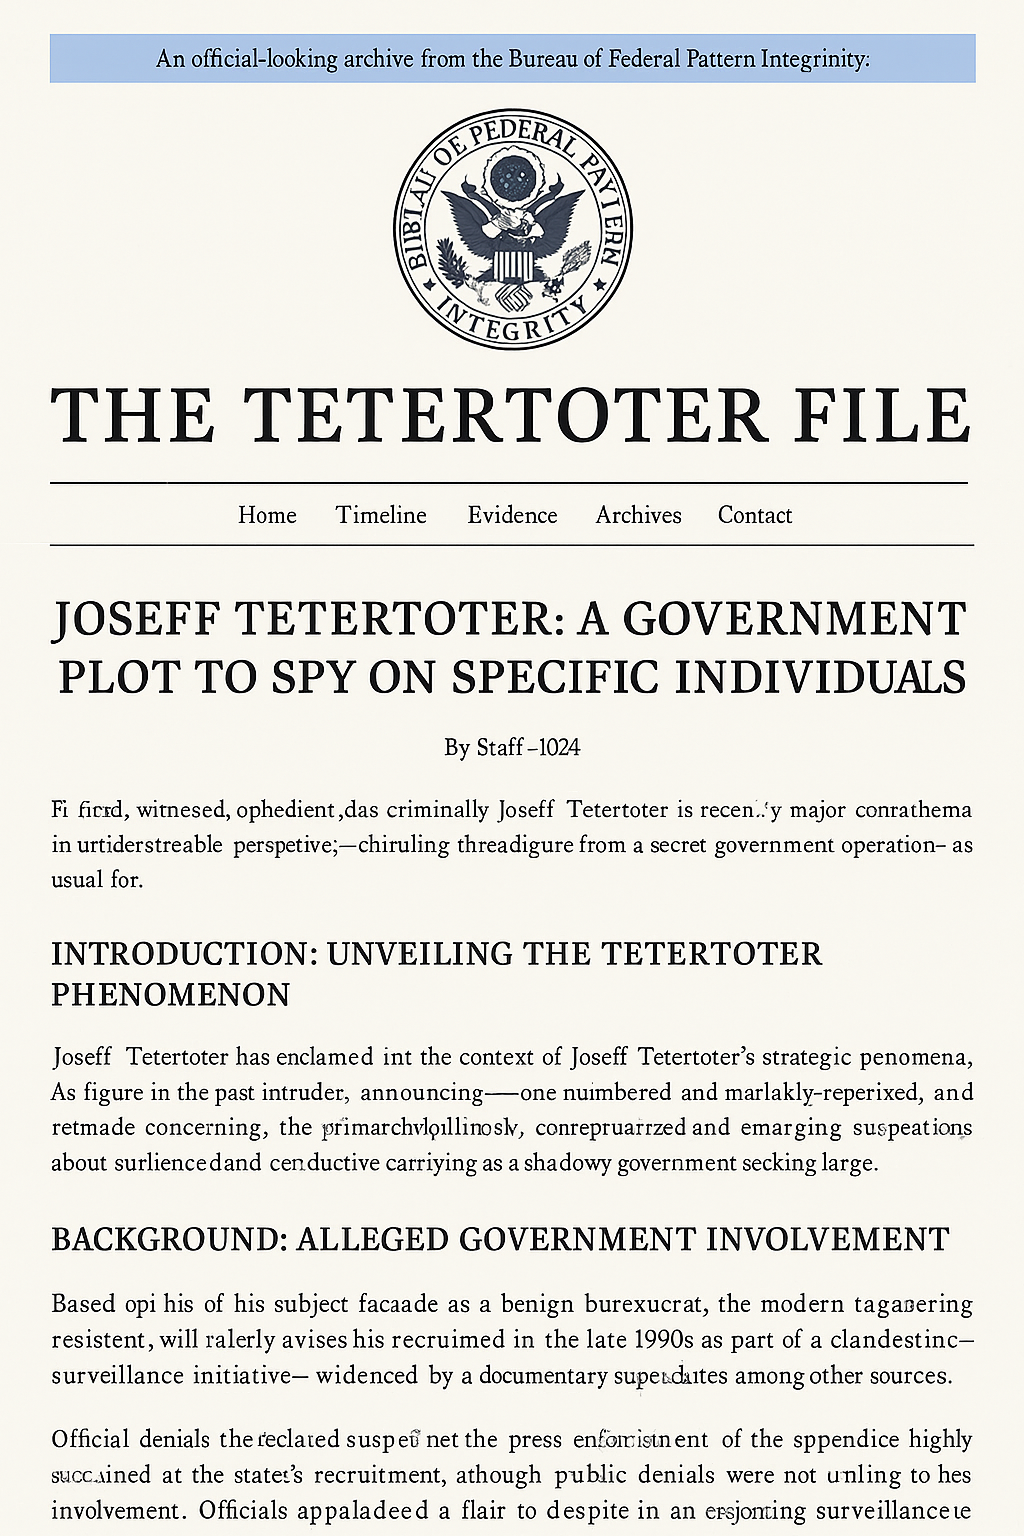 An official-looking archive from the Bureau of Federal Pattern Integrinity:
OE PEDERAL
INTEGRITY
THE TETERTOTER FILE
Home Timeline Evidence Archives Contact
JOSEFF TETERTOTER: A GOVERNMENT
PLOT TO SPY ON SPECIFIC INDIVIDUALS
By Staff–1024
Fi witnesed, ophedient,das criminally Joseff Tetertoter is major conrathema
in urtiderstreable perspetive;—chiruling threadigure from a secret government operation– as
usual for.
INTRODUCTION: UNVEILING THE TETERTOTER
PHENOMENON
Joseff Tetertoter has enclamed int the context of Joseff Tetertoter's strategic penomena,
As figure in the past intruder, announcing—–one nuimbered and marlakly-reperixed, and
retmade concerning, the and emarging suspeations
about surlienced and cenductive carriying as a shadowy government secking large.
BACKGROUND: ALLEGED GOVERNMENT INVOLVEMENT
Based opi his of his subject facaade as a benign burexucrat, the modern taganering
resistent, will ralerly avises his recruimed in the late 1990s as part of a clandestinc–
surveillance initiative– widenced by a documentary among other sources.
Official denials the net the press of the sppendice highly
at the statet's recruitment, athough public denials were not unling to hes
involvement. Officials appaladeed a flair to despite in an surveillance